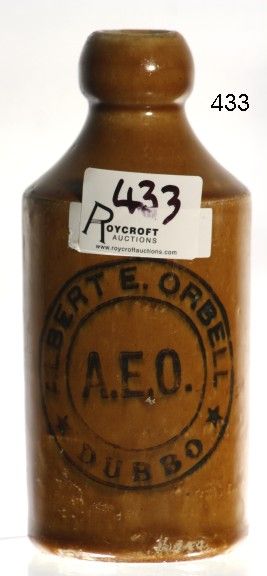 433
433
ROYCROFT
AUCTIONS
www.roycroftauctions.com
ALBERT E. ORBELL
A.E.O.
DUBBO